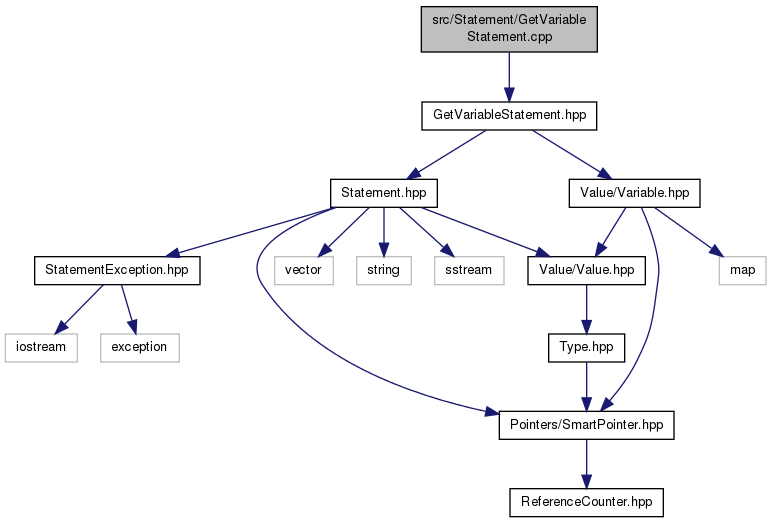 src/Statement/GetVariable
Statement.cpp
GetVariableStatement.hpp
Statement.hpp
Value/Variable.hpp
StatementException.hpp
vector
string
sstream
Value/Value.hpp
map
iostream
exception
Type.hpp
Pointers/SmartPointer.hpp
ReferenceCounter.hpp